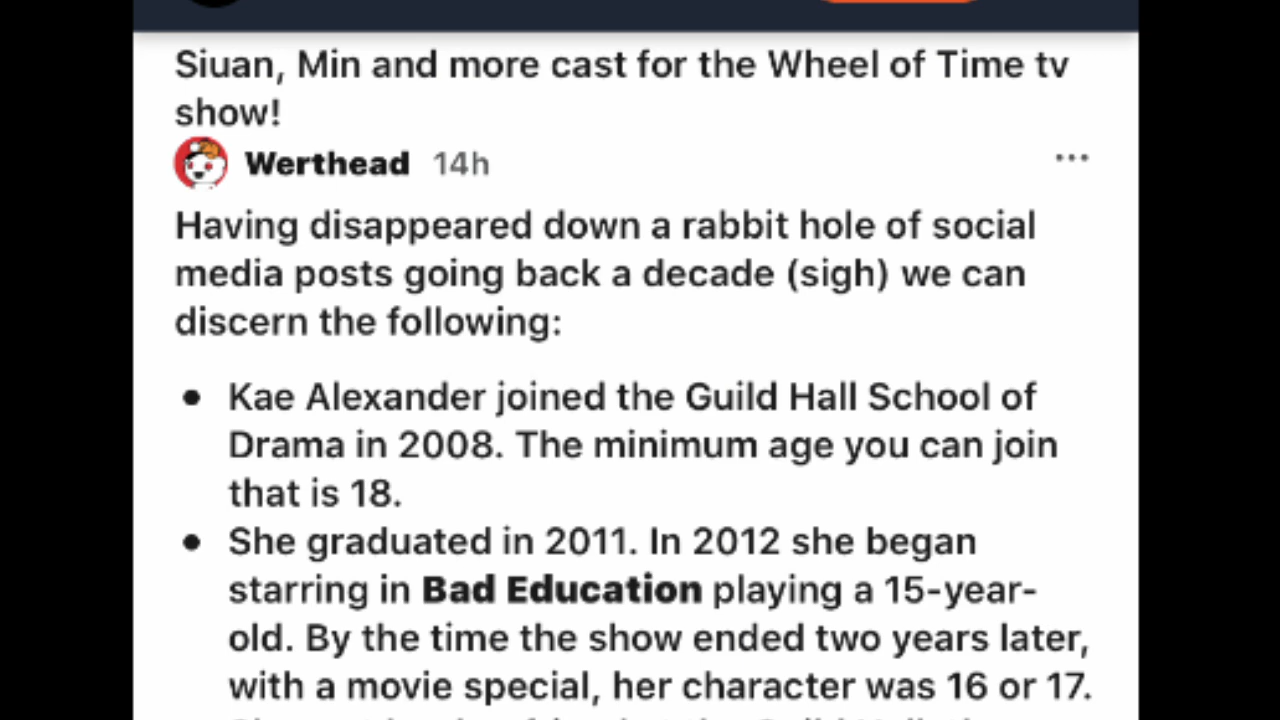 Siuan, Min and more cast for the Wheel of Time tv
show!
Werthead 14h
Having disappeared down a rabbit hole of social
media posts going back a decade (sigh) we can
discern the following:
• Kae Alexander joined the Guild Hall School of
Drama in 2008. The minimum age you can join
that is 18.
• She graduated in 2011. In 2012 she began
starring in Bad Education playing a 15-year-
old. By the time the show ended two years later,
with a movie special, her character was 16 or 17.